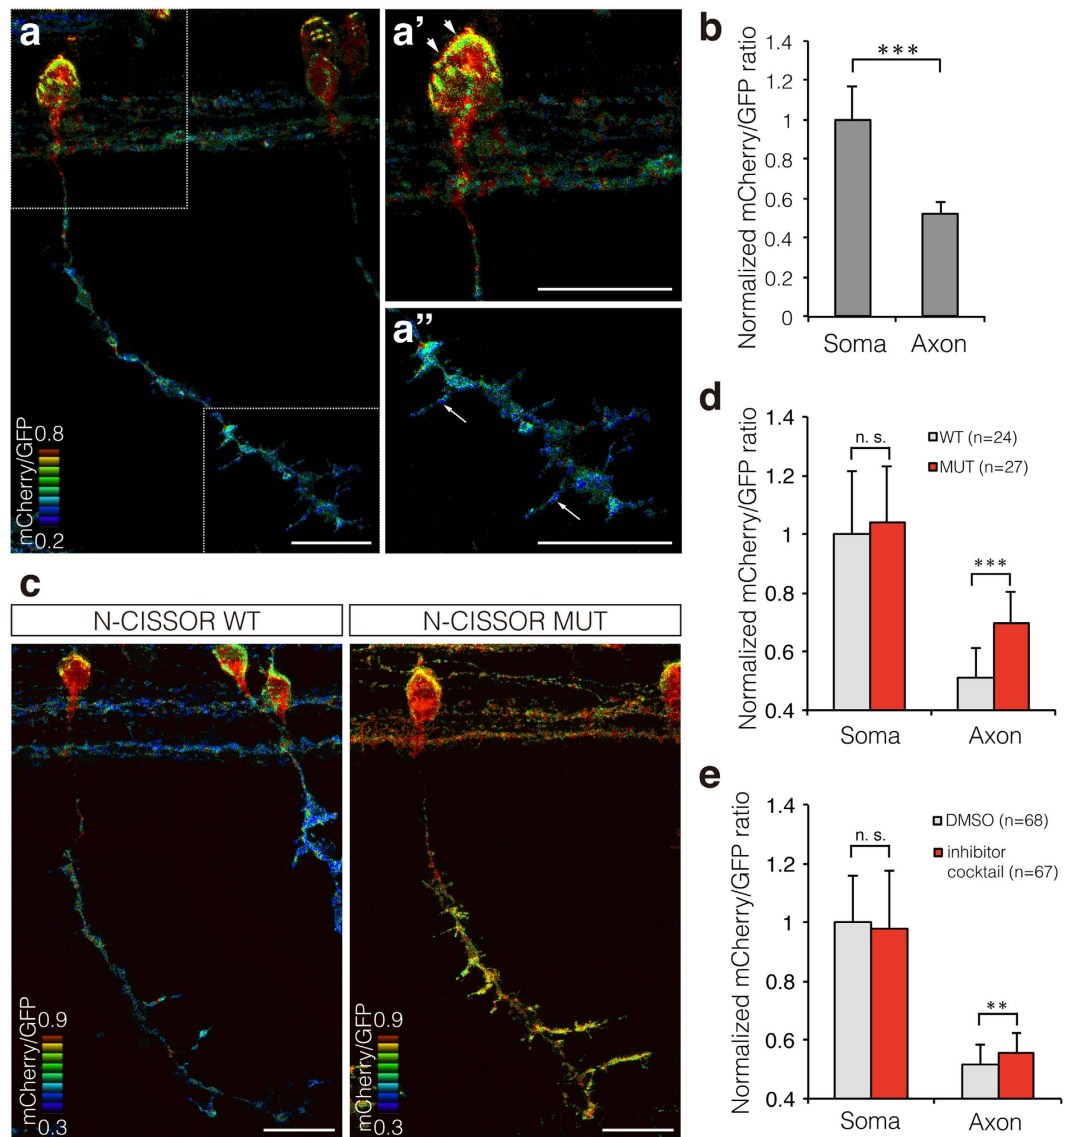 a
mCherry/GFP
0.8
0.2
a'
a"
b
Normalized mCherry/GFP ratio
1.4
1.2
1
0.8
0.6
0.4
0.2
0
***
Soma
Axon
c
N-CISSOR WT
N-CISSOR MUT
mCherry/GFP
0.9
0.3
mCherry/GFP
0.9
0.3
d
Normalized mCherry/GFP ratio
1.4
1.2
1
0.8
0.6
0.4
n. s.
***
WT (n=24)
MUT (n=27)
Soma
Axon
e
Normalized mCherry/GFP ratio
1.4
1.2
1
0.8
0.6
0.4
n. s.
**
DMSO (n=68)
inhibitor
cocktail (n=67)
Soma
Axon